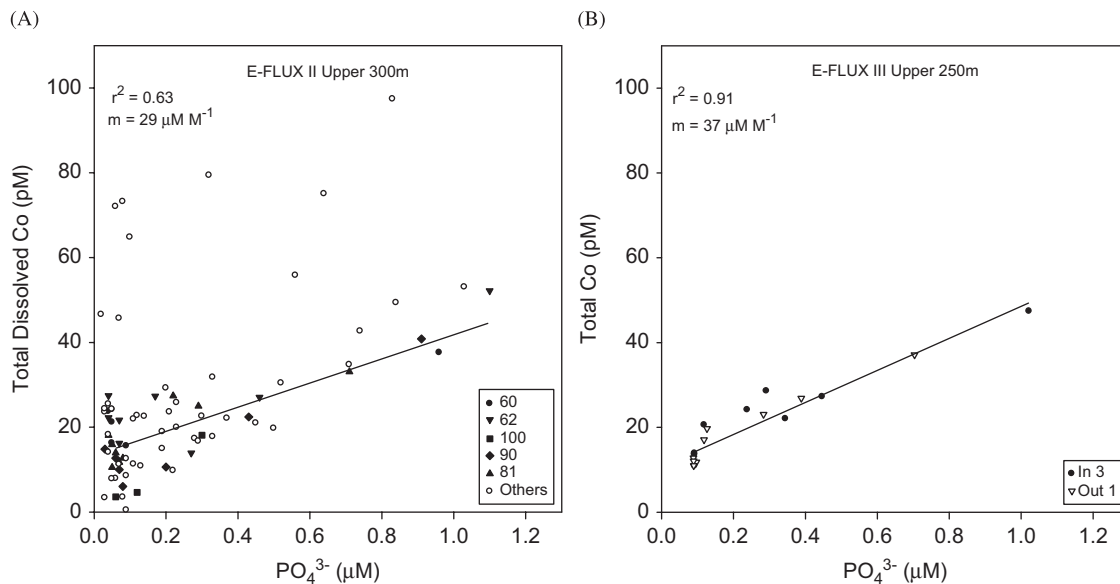 (A)
E-FLUX II Upper 300m
r² = 0.63
m = 29 μM M⁻¹
Total Dissolved Co (pM)
100
80
60
40
20
0
0.0 0.2 0.4 0.6 0.8 1.0 1.2
PO₄³⁻ (μM)
60
62
100
90
81
Others
(B)
E-FLUX III Upper 250m
r² = 0.91
m = 37 μM M⁻¹
Total Co (pM)
100
80
60
40
20
0
0.0 0.2 0.4 0.6 0.8 1.0 1.2
PO₄³⁻ (μM)
In 3
Out 1